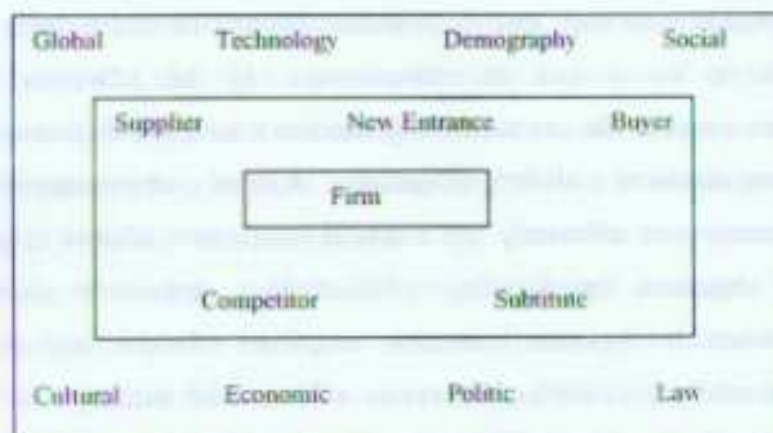 Global Technology Demography Social
Supplier New Entrance Buyer
Firm
Competitor Subtitute
Cultural Economic Politic Law